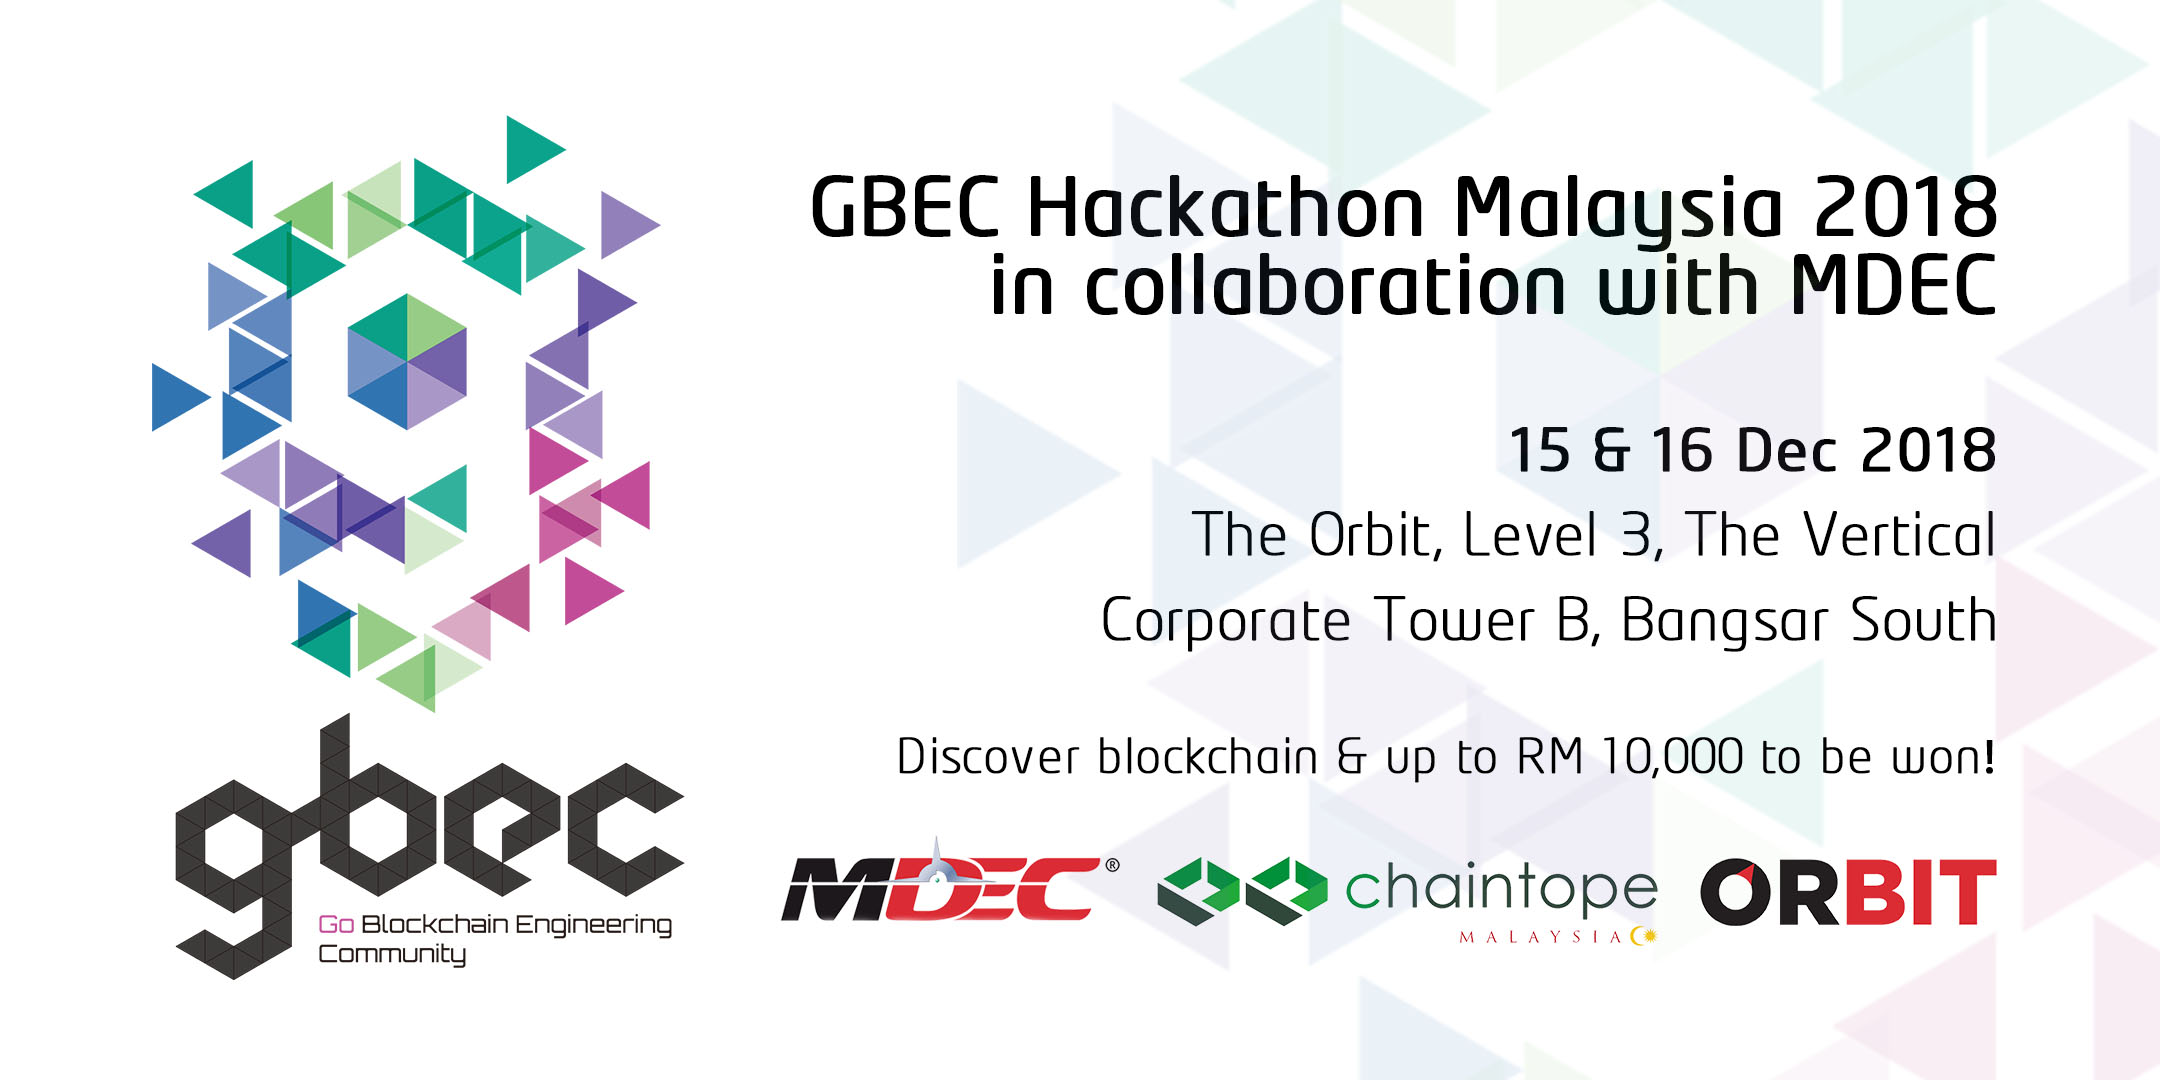 GBEC Hackathon Malaysia 2018
in collaboration with MDEC
15 & 16 Dec 2018
The Orbit, Level 3, The Vertical
Corporate Tower B, Bangsar South
Discover blockchain & up to RM 10,000 to be won!
gbec
Go Blockchain Engineering
Community
MDEC®
chaintope
MALAYSIA
ORBIT